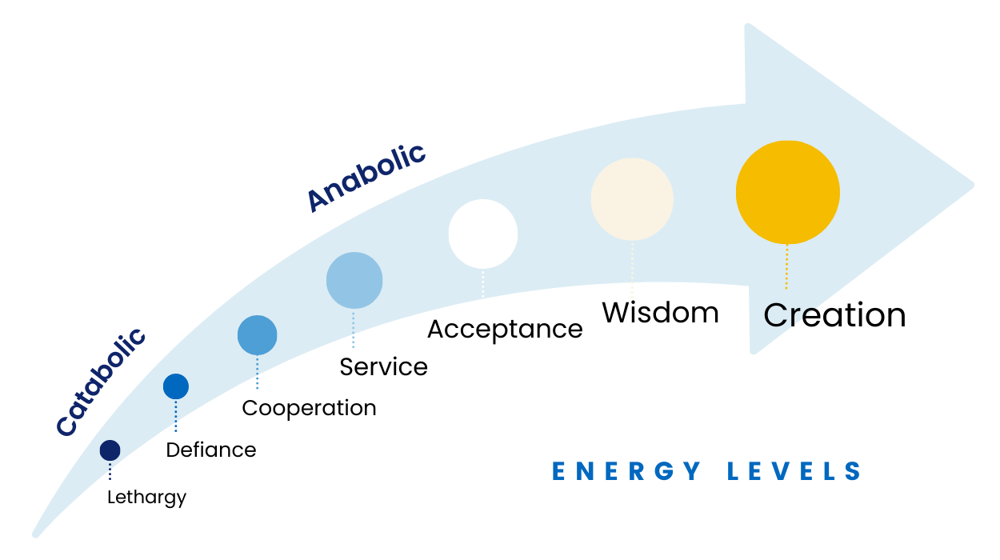 Anabolic
Catabolic
Lethargy
Defiance
Cooperation
Service
Acceptance
Wisdom
Creation
ENERGY LEVELS